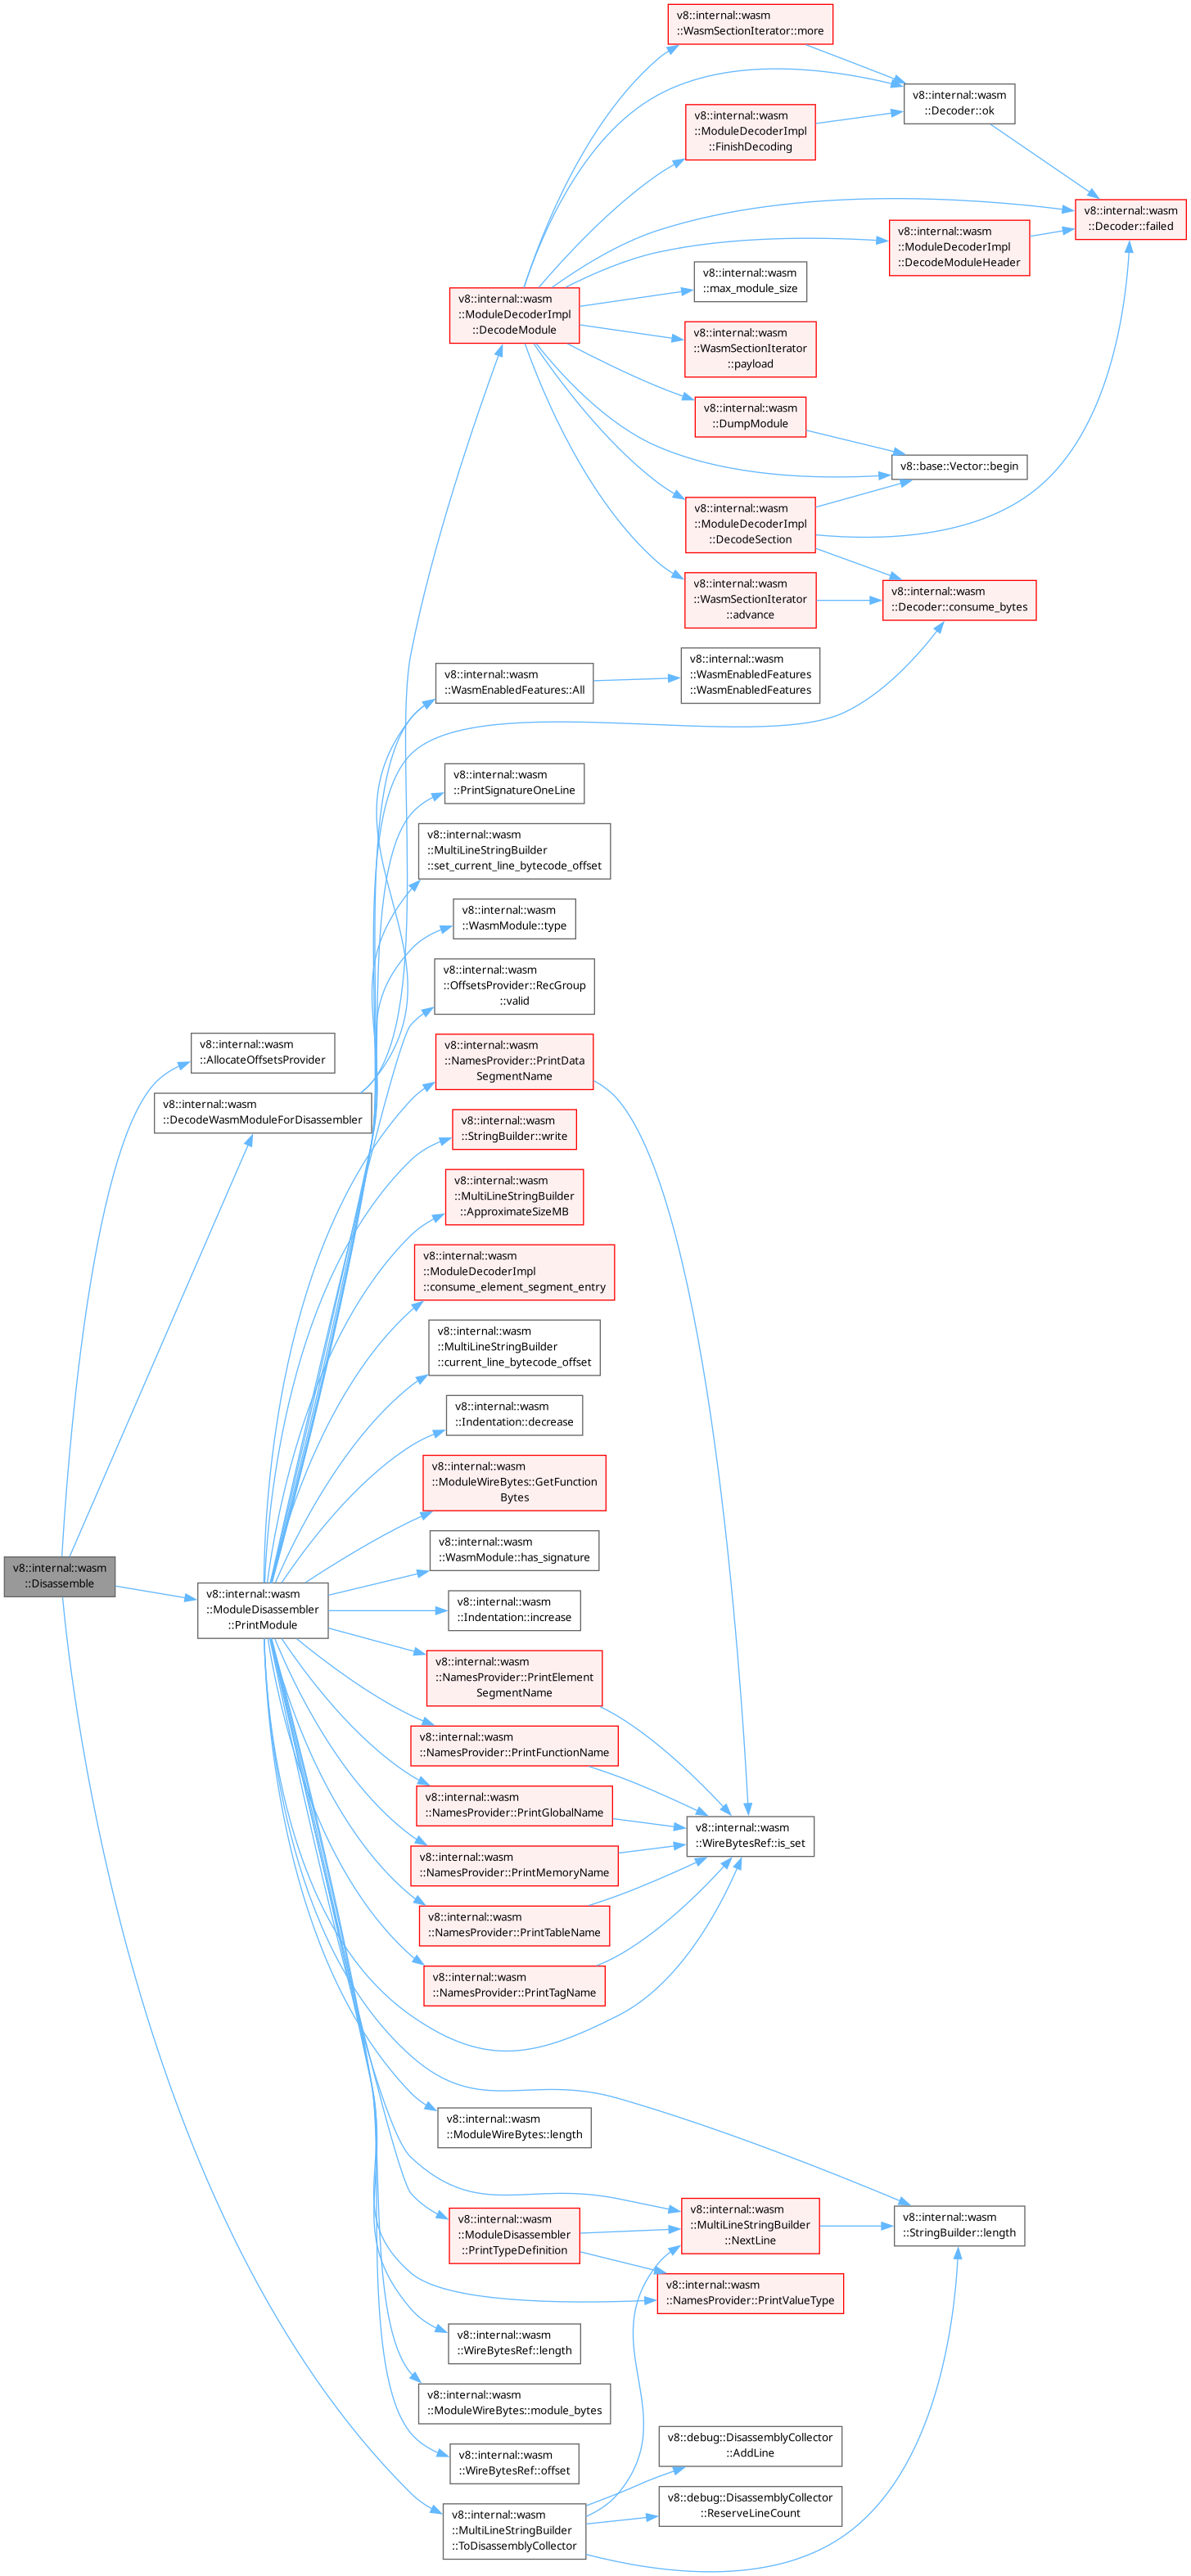 v8::internal::wasm
::WasmSectionIterator::more
v8::internal::wasm
::Decoder::ok
v8::internal::wasm
::ModuleDecoderImpl
::FinishDecoding
v8::internal::wasm
::Decoder::failed
v8::internal::wasm
::ModuleDecoderImpl
::DecodeModuleHeader
v8::internal::wasm
::max_module_size
v8::internal::wasm
::ModuleDecoderImpl
::DecodeModule
v8::internal::wasm
::WasmSectionIterator
::payload
v8::internal::wasm
::DumpModule
v8::base::Vector::begin
v8::internal::wasm
::ModuleDecoderImpl
::DecodeSection
v8::internal::wasm
::WasmSectionIterator
::advance
v8::internal::wasm
::Decoder::consume_bytes
v8::internal::wasm
::WasmEnabledFeatures::All
v8::internal::wasm
::WasmEnabledFeatures
::WasmEnabledFeatures
v8::internal::wasm
::PrintSignatureOneLine
v8::internal::wasm
::MultiLineStringBuilder
::set_current_line_bytecode_offset
v8::internal::wasm
::WasmModule::type
v8::internal::wasm
::OffsetsProvider::RecGroup
::valid
v8::internal::wasm
::AllocateOffsetsProvider
v8::internal::wasm
::NamesProvider::PrintData
SegmentName
v8::internal::wasm
::DecodeWasmModuleForDisassembler
v8::internal::wasm
::StringBuilder::write
v8::internal::wasm
::MultiLineStringBuilder
::ApproximateSizeMB
v8::internal::wasm
::ModuleDecoderImpl
::consume_element_segment_entry
v8::internal::wasm
::MultiLineStringBuilder
::current_line_bytecode_offset
v8::internal::wasm
::Indentation::decrease
v8::internal::wasm
::ModuleWireBytes::GetFunction
Bytes
v8::internal::wasm
::WasmModule::has_signature
v8::internal::wasm
::Disassemble
v8::internal::wasm
::ModuleDisassembler
::PrintModule
v8::internal::wasm
::Indentation::increase
v8::internal::wasm
::NamesProvider::PrintElement
SegmentName
v8::internal::wasm
::NamesProvider::PrintFunctionName
v8::internal::wasm
::NamesProvider::PrintGlobalName
v8::internal::wasm
::WireBytesRef::is_set
v8::internal::wasm
::NamesProvider::PrintMemoryName
v8::internal::wasm
::NamesProvider::PrintTableName
v8::internal::wasm
::NamesProvider::PrintTagName
v8::internal::wasm
::ModuleWireBytes::length
v8::internal::wasm
::ModuleDisassembler
::PrintTypeDefinition
v8::internal::wasm
::MultiLineStringBuilder
::NextLine
v8::internal::wasm
::StringBuilder::length
v8::internal::wasm
::NamesProvider::PrintValueType
v8::internal::wasm
::WireBytesRef::length
v8::internal::wasm
::ModuleWireBytes::module_bytes
v8::internal::wasm
::WireBytesRef::offset
v8::debug::DisassemblyCollector
::AddLine
v8::debug::DisassemblyCollector
::ReserveLineCount
v8::internal::wasm
::MultiLineStringBuilder
::ToDisassemblyCollector